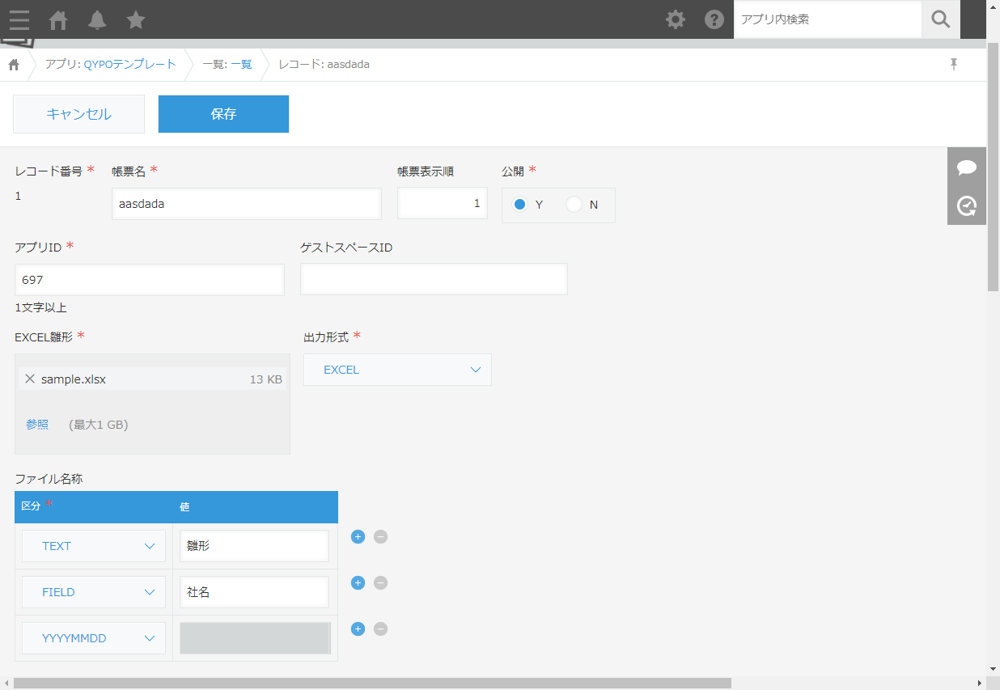 アプリ内検索
アプリ: QYPOテンプレート 一覧: 一覧 レコード: aasdada
キャンセル 保存
レコード番号 * 帳票名 * 帳票表示順 公開 *
1 aasdada 1 Y N
アプリID * ゲストスペースID
697
1文字以上
EXCEL雛形 * 出力形式 *
EXCEL
sample.xlsx 13 KB
参照 (最大1 GB)
ファイル名称
区分 * 値
TEXT 雛形
FIELD 社名
YYYYMMDD